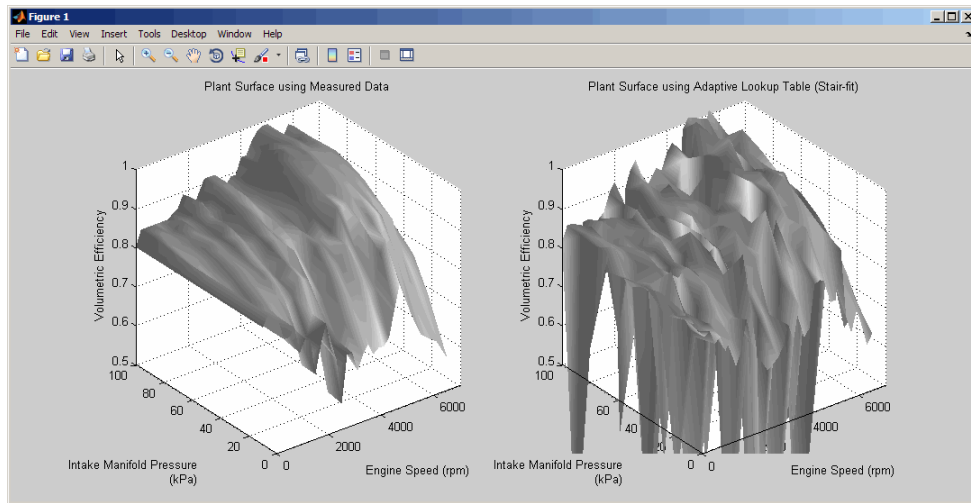 Figure 1
File Edit View Insert Tools Desktop Window Help
Plant Surface using Measured Data
1
0.9
0.8
0.7
0.6
0.5
Volumetric Efficiency
100
80
60
40
20
0
0
2000
4000
6000
Intake Manifold Pressure
(kPa)
Engine Speed (rpm)
Plant Surface using Adaptive Lookup Table (Stair-fit)
1
0.9
0.8
0.7
0.6
0.5
Volumetric Efficiency
100
60
40
20
0
0
4000
6000
Intake Manifold Pressure
(kPa)
Engine Speed (rpm)